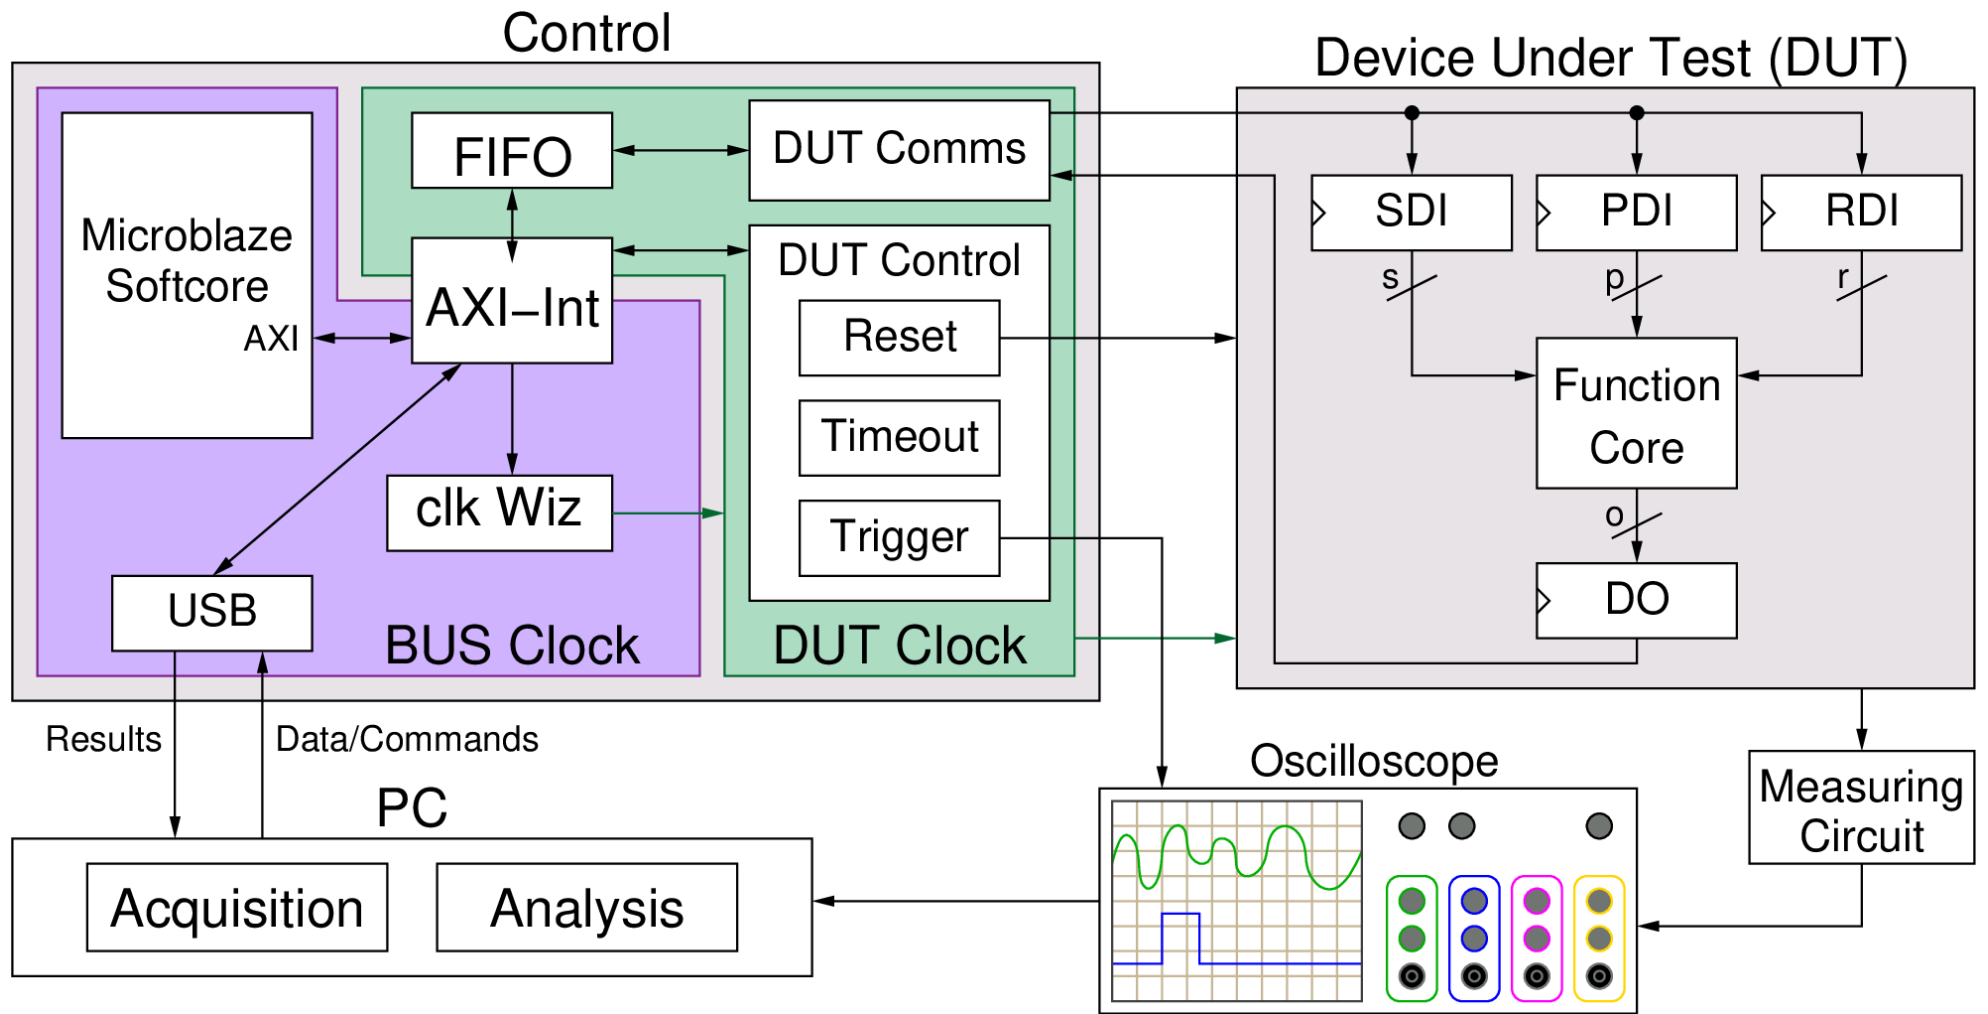 Control
Device Under Test (DUT)
FIFO
DUT Comms
Microblaze
Softcore
AXI
AXI–Int
DUT Control
Reset
Timeout
Trigger
clk Wiz
USB
BUS Clock
DUT Clock
SDI
PDI
RDI
s
p
r
Function
Core
o
DO
Results
Data/Commands
PC
Acquisition
Analysis
Oscilloscope
Measuring
Circuit